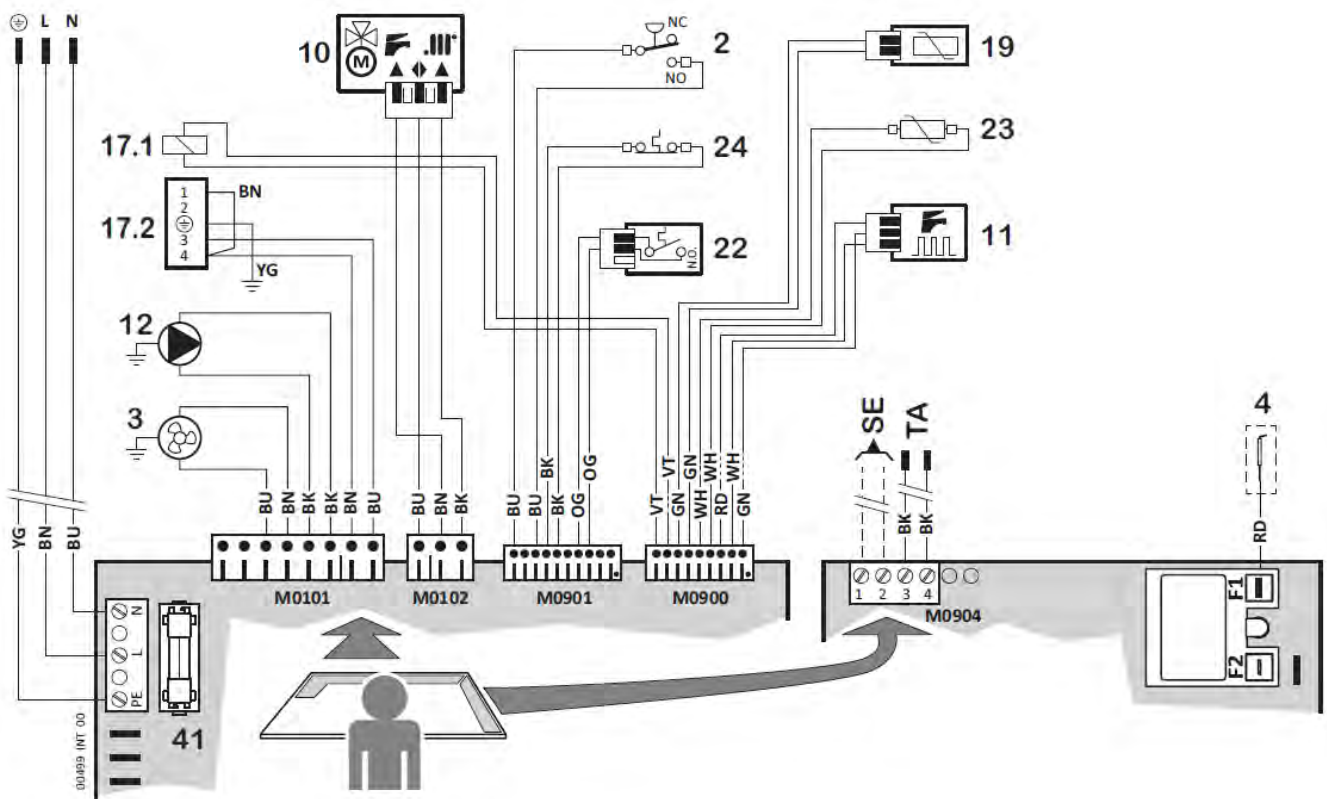 L N
10
M
NC
2
NO
19
17.1
24
23
17.2
1
2
3
4
BN
YG
22
N.O.
11
12
3
SE
TA
4
YG
BN
BU
BU
BN
BK
BK
BN
BU
BU
BN
BK
BU
BU
BK
BK
OG
OG
VT
VT
GN
GN
WH
WH
RD
WH
GN
BK
BK
RD
M0101
M0102
M0901
M0900
1 2 3 4
M0904
F1
F2
N
L
PE
41
00499 INT 00